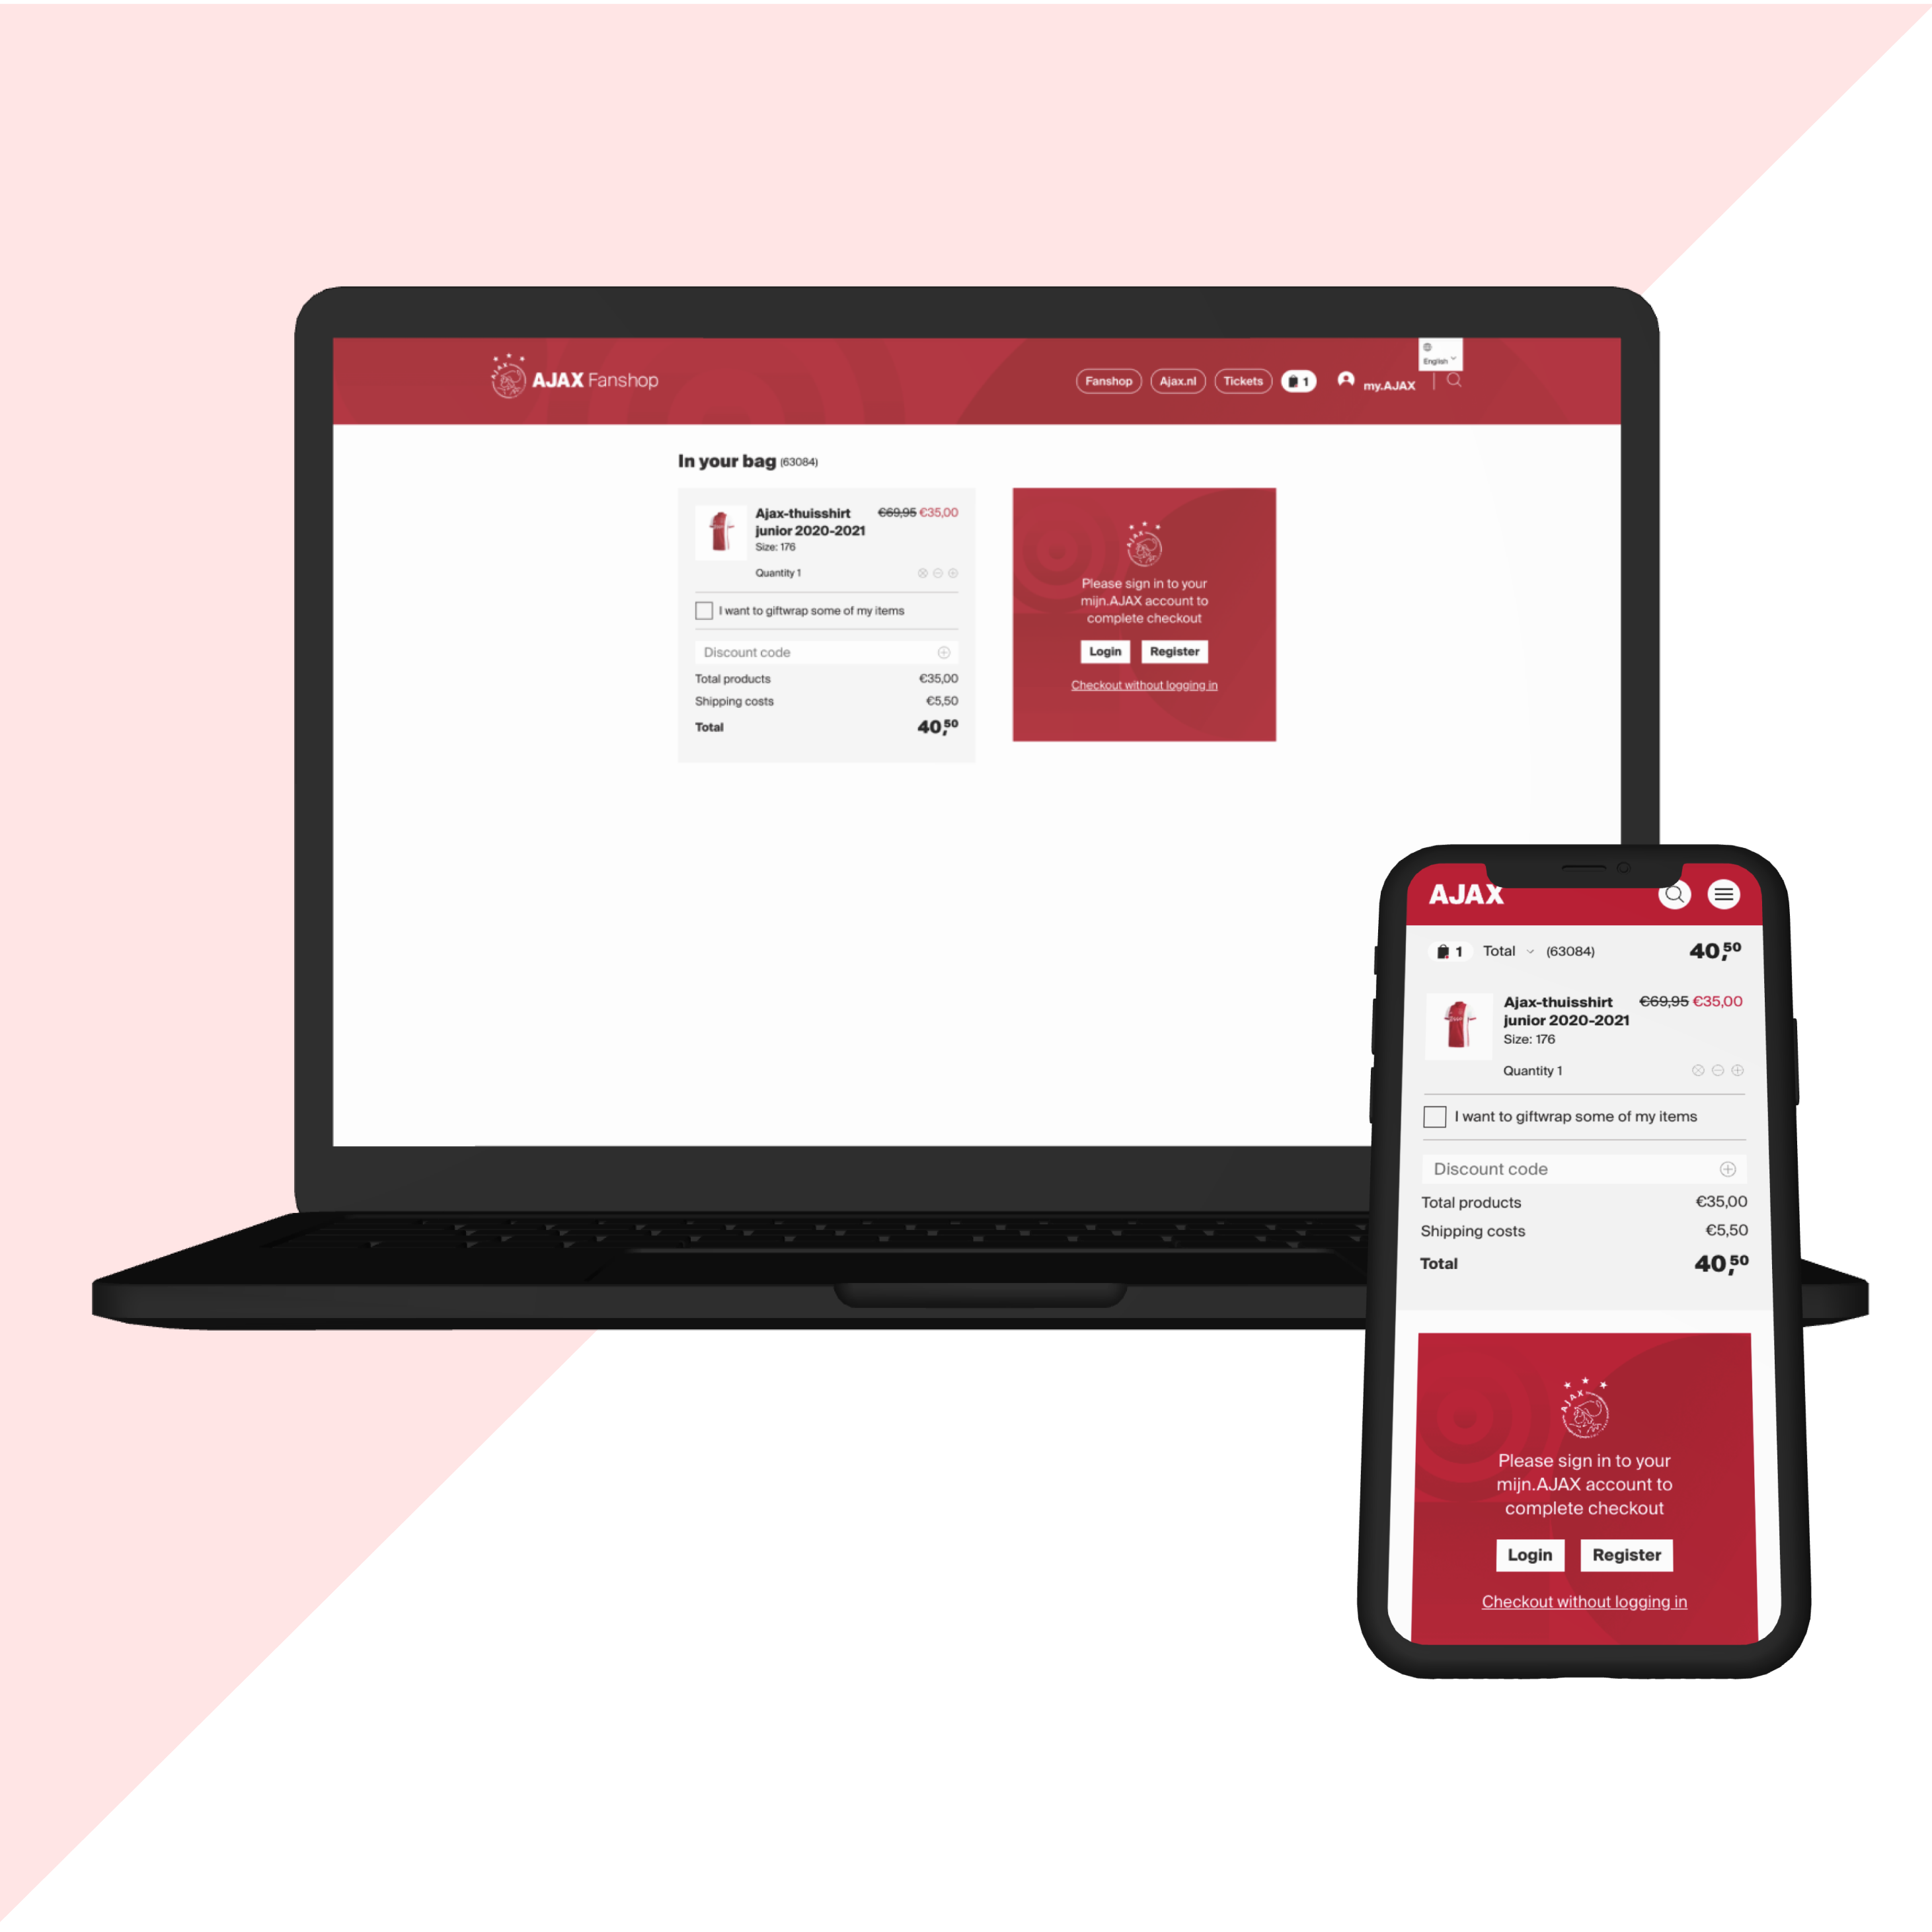 AJAX Fanshop
Fanshop
Ajax.nl
Tickets
1
my.AJAX
English
In your bag (63084)
Ajax-thuisshirt €69,95 €35,00
junior 2020-2021
Size: 176
Quantity 1
I want to giftwrap some of my items
Discount code
Total products €35,00
Shipping costs €5,50
Total 40,50
AJAX
Please sign in to your
mijn.AJAX account to
complete checkout
Login Register
Checkout without logging in
AJAX
1 Total (63084) 40,50
Ajax-thuisshirt €69,95 €35,00
junior 2020-2021
Size: 176
Quantity 1
I want to giftwrap some of my items
Discount code
Total products €35,00
Shipping costs €5,50
Total 40,50
AJAX
Please sign in to your
mijn.AJAX account to
complete checkout
Login Register
Checkout without logging in